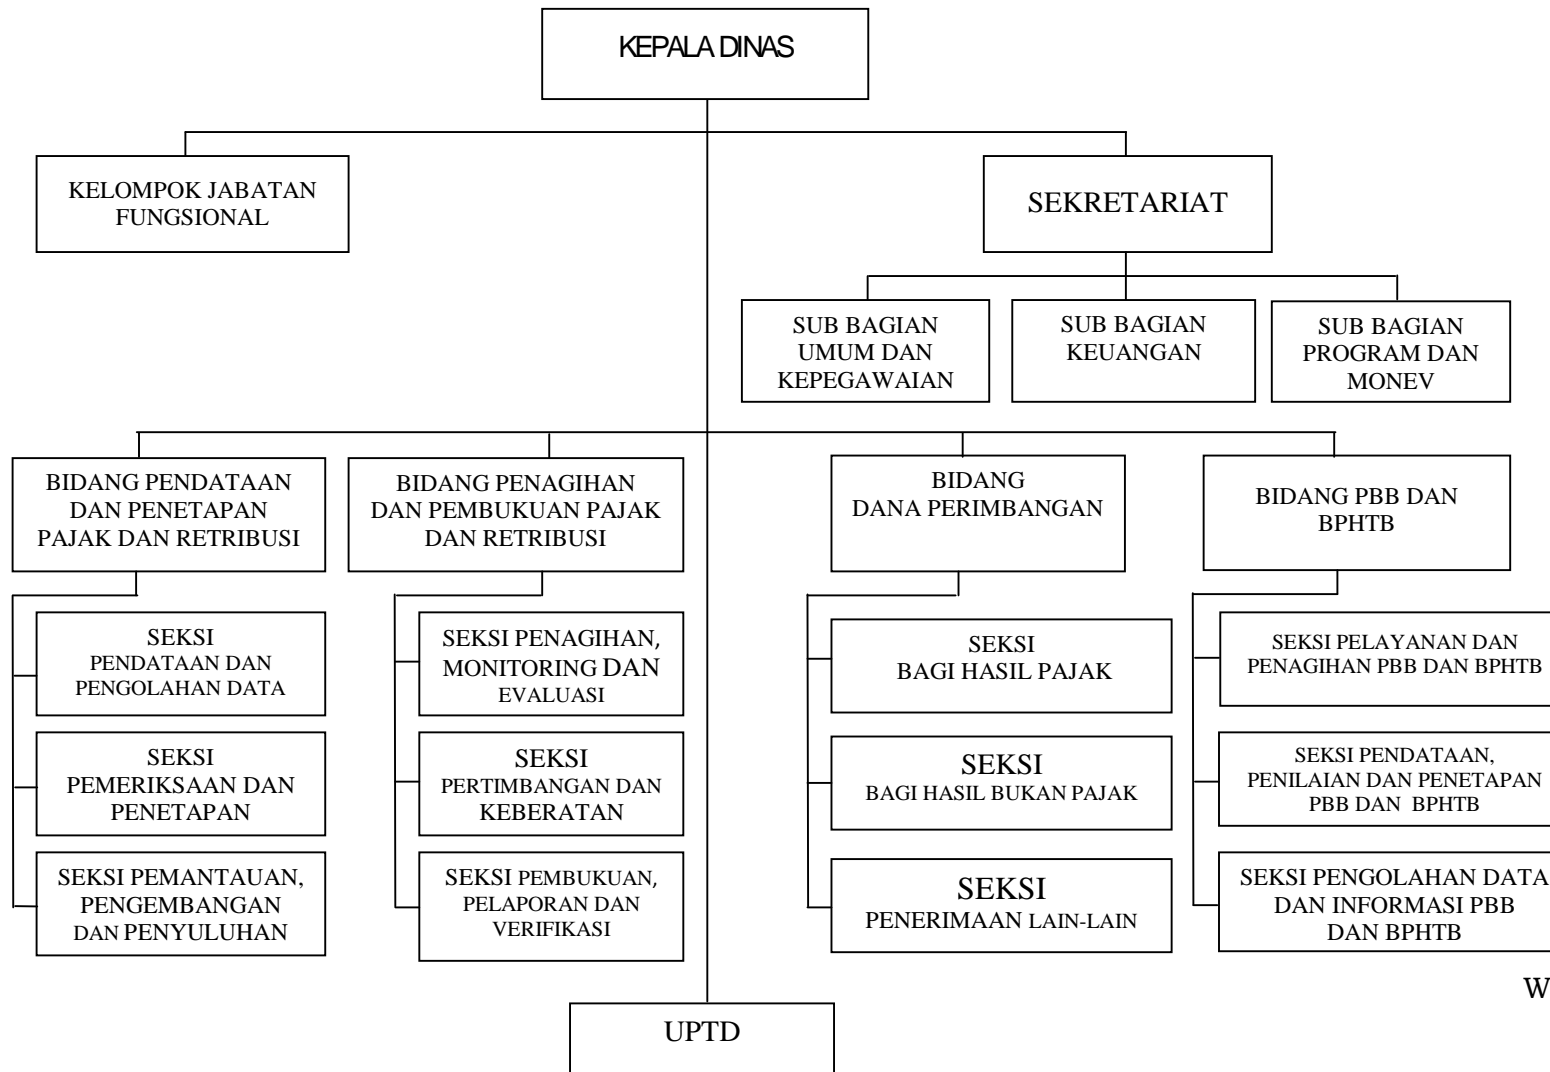 KEPALA DINAS
KELOMPOK JABATAN
FUNGSIONAL
SEKRETARIAT
SUB BAGIAN
UMUM DAN
KEPEGAWAIAN
SUB BAGIAN
KEUANGAN
SUB BAGIAN
PROGRAM DAN
MONEV
BIDANG PENDATAAN
DAN PENETAPAN
PAJAK DAN RETRIBUSI
BIDANG PENAGIHAN
DAN PEMBUKUAN PAJAK
DAN RETRIBUSI
BIDANG
DANA PERIMBANGAN
BIDANG PBB DAN
BPHTB
SEKSI
PENDATAAN DAN
PENGOLAHAN DATA
SEKSI
PEMERIKSAAN DAN
PENETAPAN
SEKSI PEMANTAUAN,
PENGEMBANGAN
DAN PENYULUHAN
SEKSI PENAGIHAN,
MONITORING DAN
EVALUASI
SEKSI
PERTIMBANGAN DAN
KEBERATAN
SEKSI PEMBUKUAN,
PELAPORAN DAN
VERIFIKASI
SEKSI
BAGI HASIL PAJAK
SEKSI
BAGI HASIL BUKAN PAJAK
SEKSI
PENERIMAAN LAIN-LAIN
SEKSI PELAYANAN DAN
PENAGIHAN PBB DAN BPHTB
SEKSI PENDATAAN,
PENILAIAN DAN PENETAPAN
PBB DAN BPHTB
SEKSI PENGOLAHAN DATA
DAN INFORMASI PBB
DAN BPHTB
W
UPTD